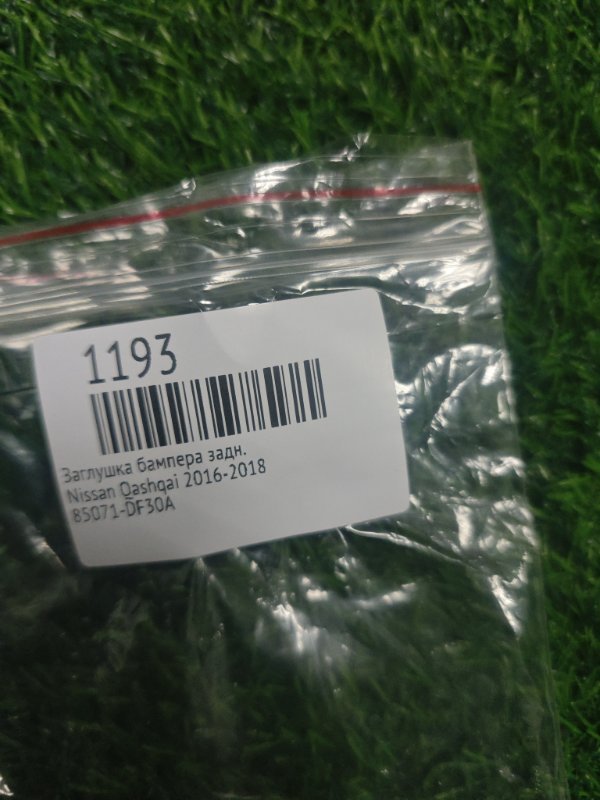 1193
Заглушка бампера задн.
Nissan Qashqai 2016-2018
85071-DF30A